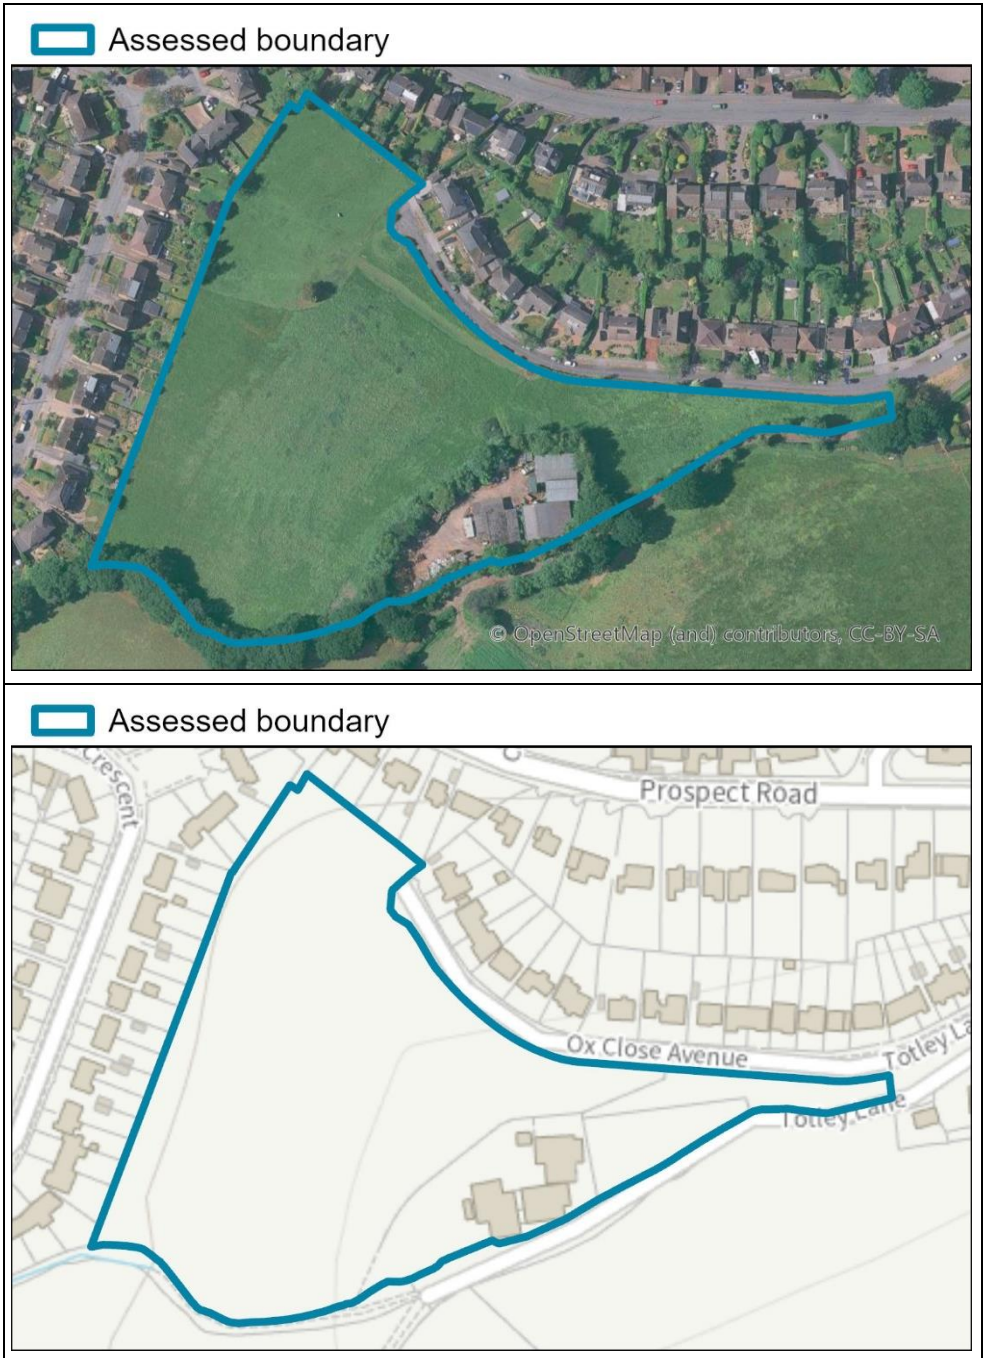 Assessed boundary
© OpenStreetMap (and) contributors, CC-BY-SA
Assessed boundary
Crescent
Prospect Road
Ox Close Avenue
Totley La
Totley Lane